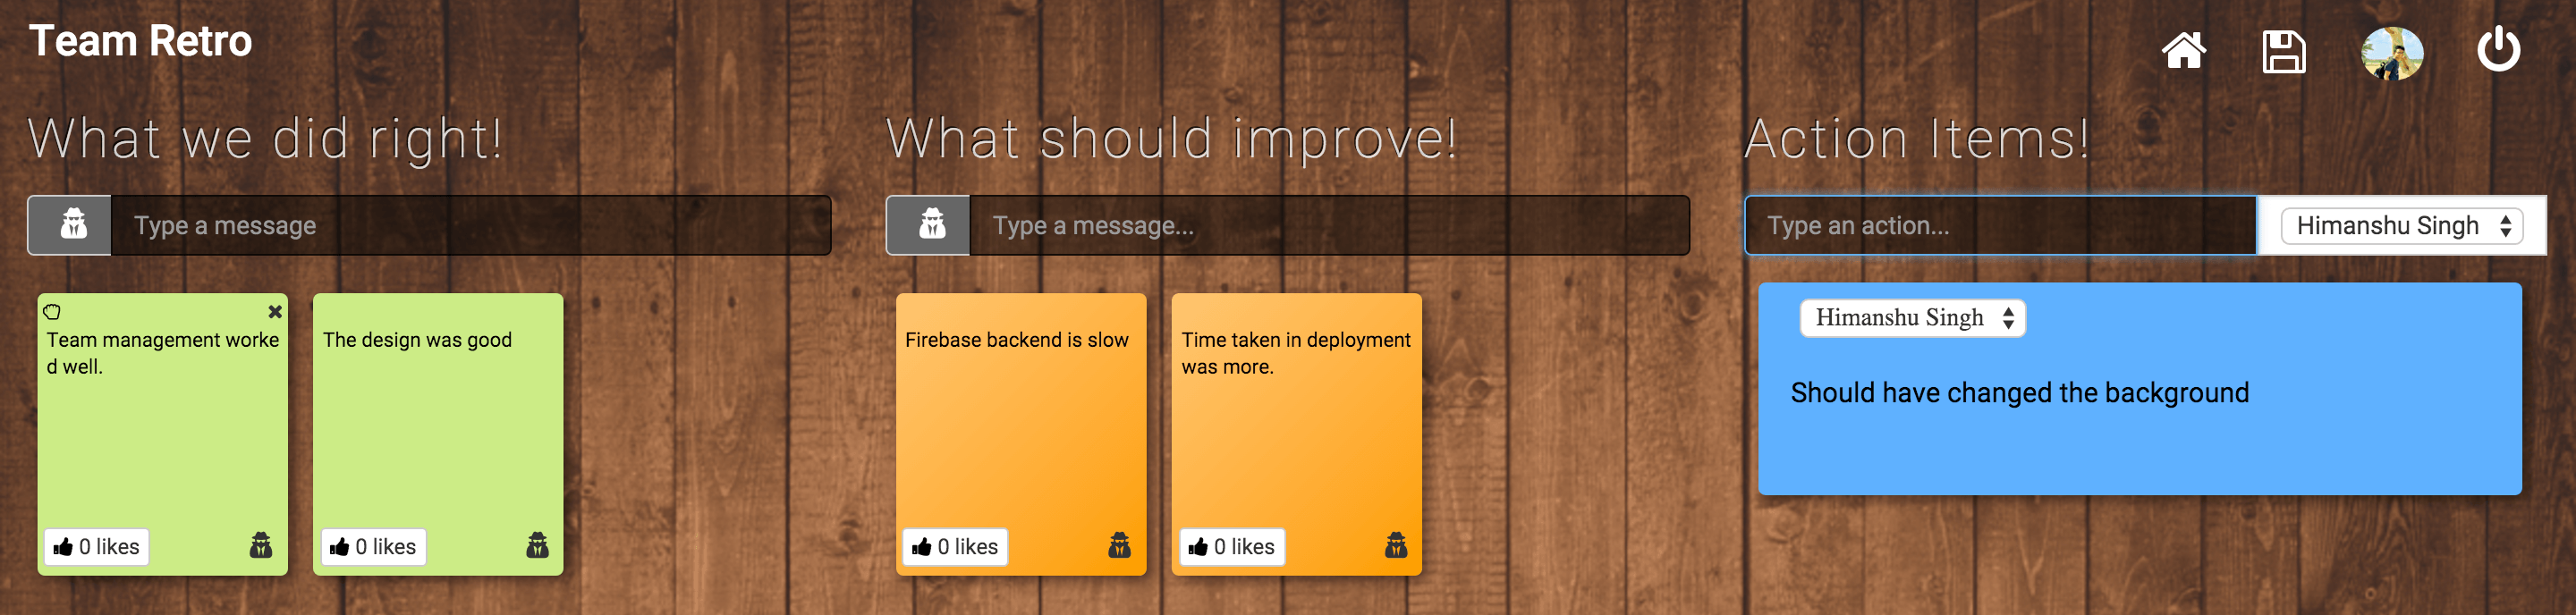 Team Retro
What we did right!
Type a message
Team management worke
d well.
0 likes
The design was good
0 likes
What should improve!
Type a message...
Firebase backend is slow
0 likes
Time taken in deployment
was more.
0 likes
Action Items!
Type an action...
Himanshu Singh
Himanshu Singh
Should have changed the background